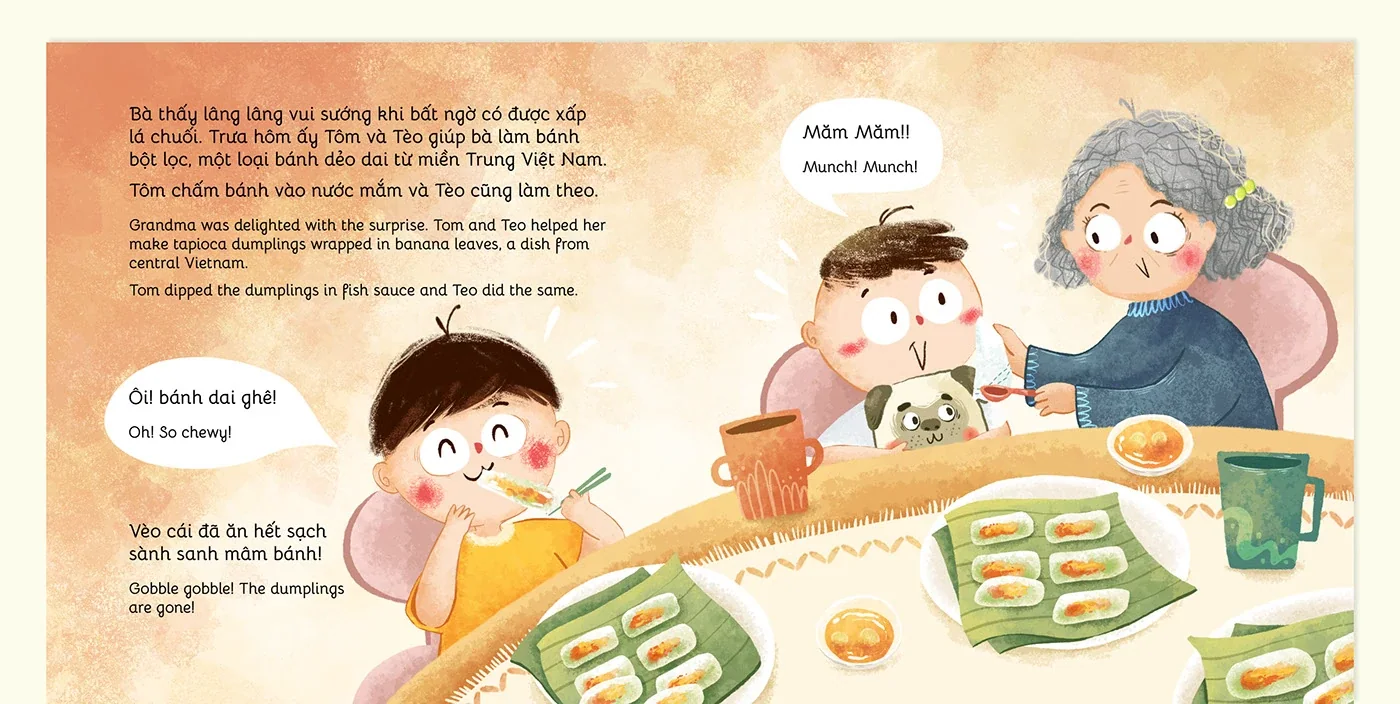 Bà thấy lâng lâng vui sướng khi bất ngờ có được xấp
lá chuối. Trưa hôm ấy Tôm và Tèo giúp bà làm bánh
bột lọc, một loại bánh dẻo dai từ miền Trung Việt Nam.
Tôm chấm bánh vào nước mắm và Tèo cũng làm theo.
Grandma was delighted with the surprise. Tom and Teo helped her
make tapioca dumplings wrapped in banana leaves, a dish from
central Vietnam.
Tom dipped the dumplings in fish sauce and Teo did the same.
Măm Măm!!
Munch! Munch!
Ôi! bánh dai ghê!
Oh! So chewy!
Vèo cái đã ăn hết sạch
sành sanh mâm bánh!
Gobble gobble! The dumplings
are gone!